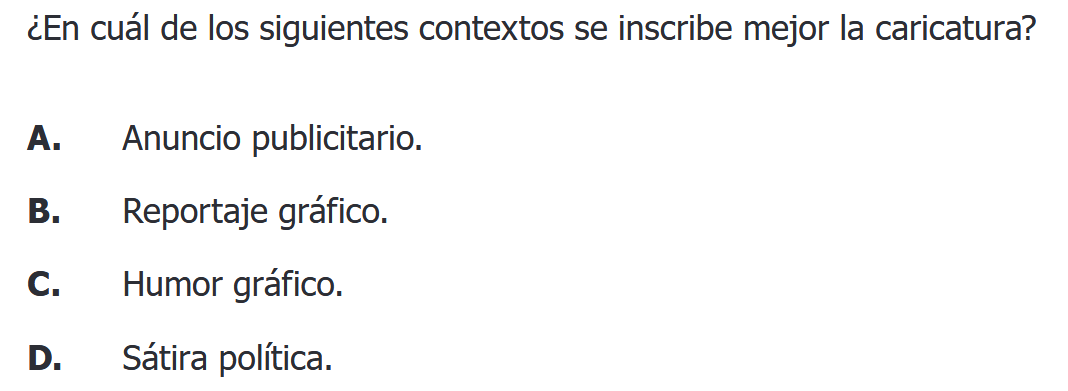 ¿En cuál de los siguientes contextos se inscribe mejor la caricatura?
A. Anuncio publicitario.
B. Reportaje gráfico.
C. Humor gráfico.
D. Sátira política.